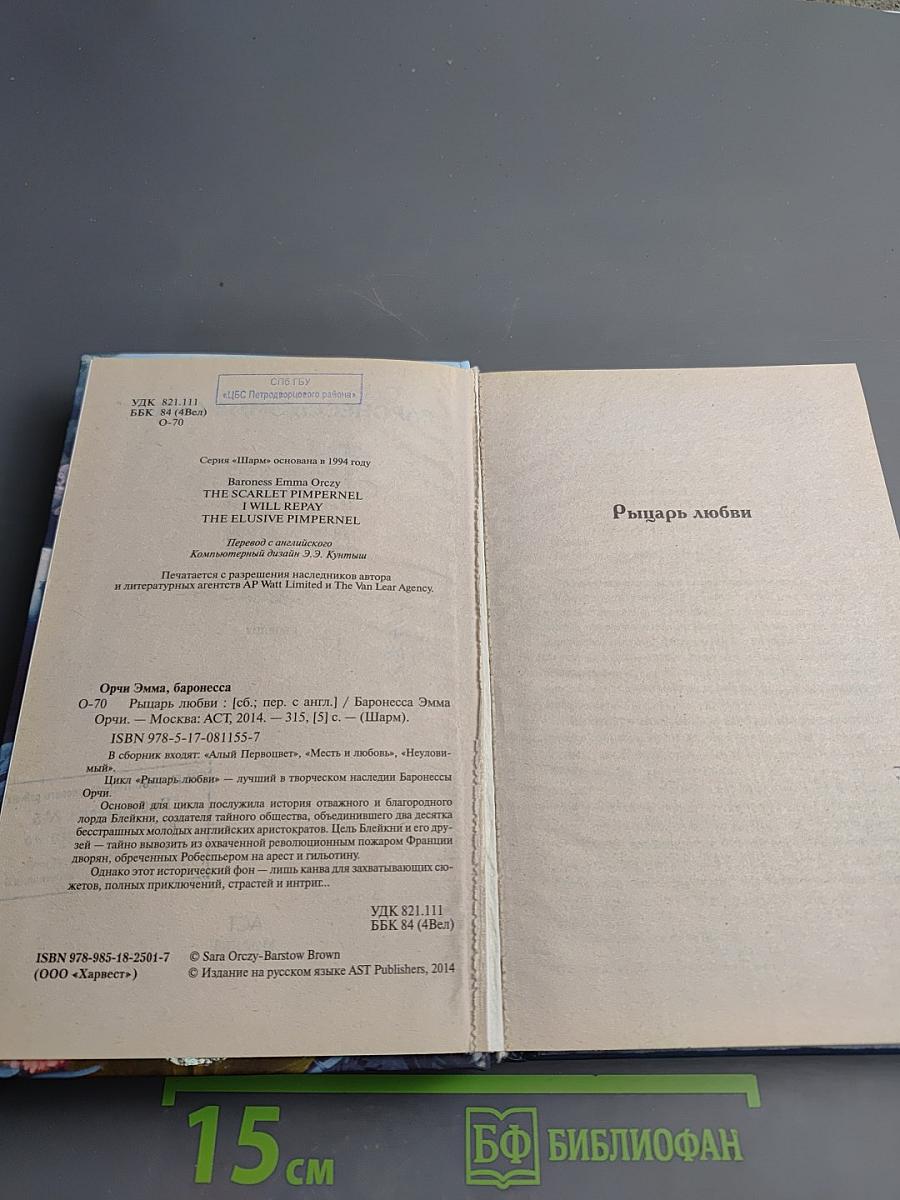 СПб ГБУ
«ЦБС Петродворцового района»
УДК 821.111
ББК 84 (4Вел)
О-70
Серия «Шарм» основана в 1994 году
Baroness Emma Orczy
THE SCARLET PIMPERNEL
I WILL REPAY
THE ELUSIVE PIMPERNEL
Перевод с английского
Компьютерный дизайн Э.Э. Кунтыш
Печатается с разрешения наследников автора
и литературных агентств AP Watt Limited и The Van Lear Agency.
Орчи Эмма, баронесса
О-70 Рыцарь любви : [сб.; пер. с англ.] / Баронесса Эмма
Орчи. — Москва: АСТ, 2014. — 315, [5] с. — (Шарм).
ISBN 978-5-17-081155-7
В сборник входят: «Алый Первоцвет», «Месть и любовь», «Неулови-
мый».
Цикл «Рыцарь любви» — лучший в творческом наследии Баронессы
Орчи.
Основой для цикла послужила история отважного и благородного
лорда Блейкни, создателя тайного общества, объединившего два десятка
бесстрашных молодых английских аристократов. Цель Блейкни и его дру-
зей — тайно вывозить из охваченной революционным пожаром Франции
дворян, обреченных Робеспьером на арест и гильотину.
Однако этот исторический фон — лишь канва для захватывающих сю-
жетов, полных приключений, страстей и интриг...
УДК 821.111
ББК 84 (4Вел)
ISBN 978-985-18-2501-7
(ООО «Харвест»)
© Sara Orczy-Barstow Brown
© Издание на русском языке AST Publishers, 2014
Рыцарь любви
15 см
БФ БИБЛИОФАН